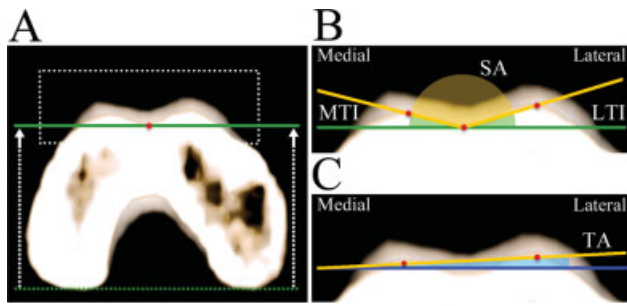 A
B
Medial
Lateral
SA
MTI
LTI
C
Medial
Lateral
TA